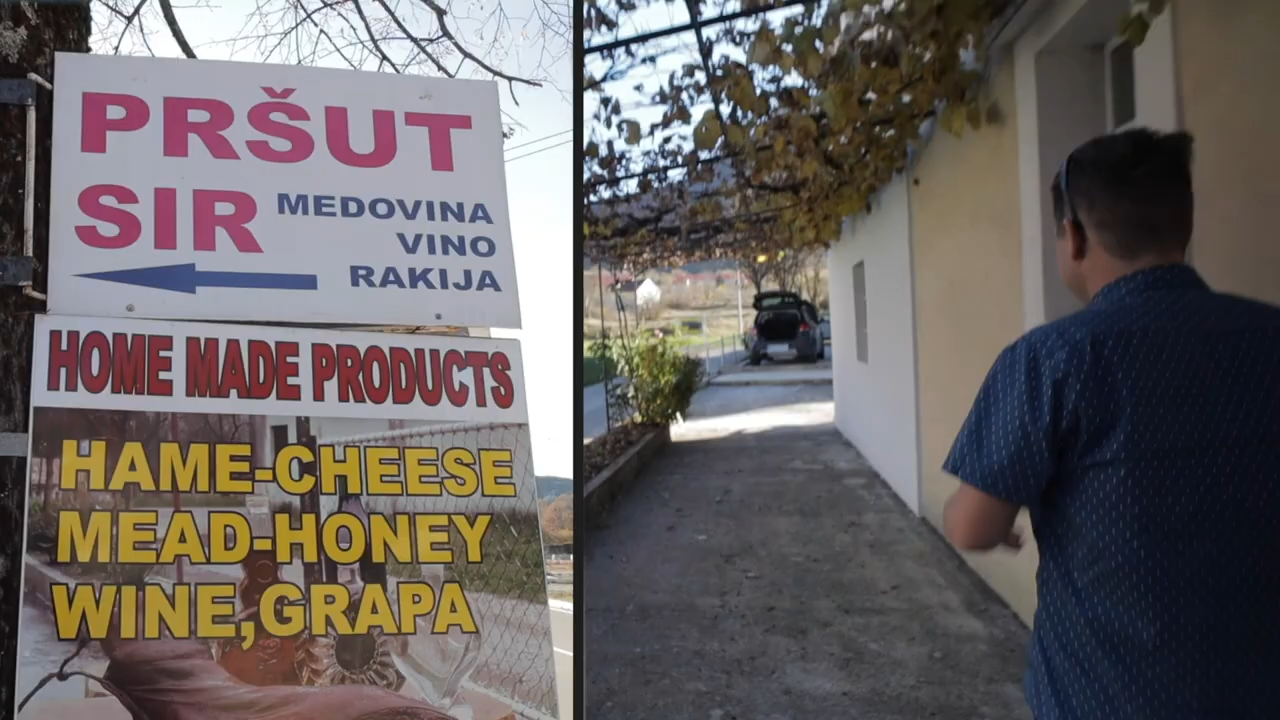 PRŠUT
SIR
MEDOVINA
VINO
RAKIJA
HOME MADE PRODUCTS
HAME-CHEESE
MEAD-HONEY
WINE,GRAPA